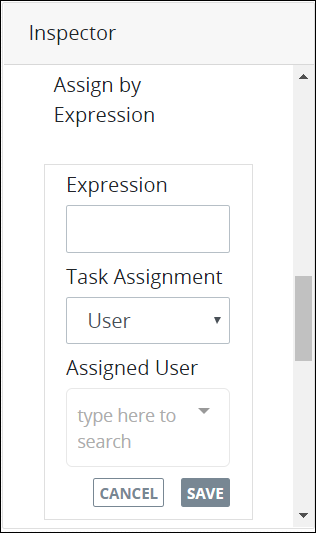 Inspector
Assign by
Expression
Expression
Task Assignment
User
Assigned User
type here to
search
CANCEL SAVE